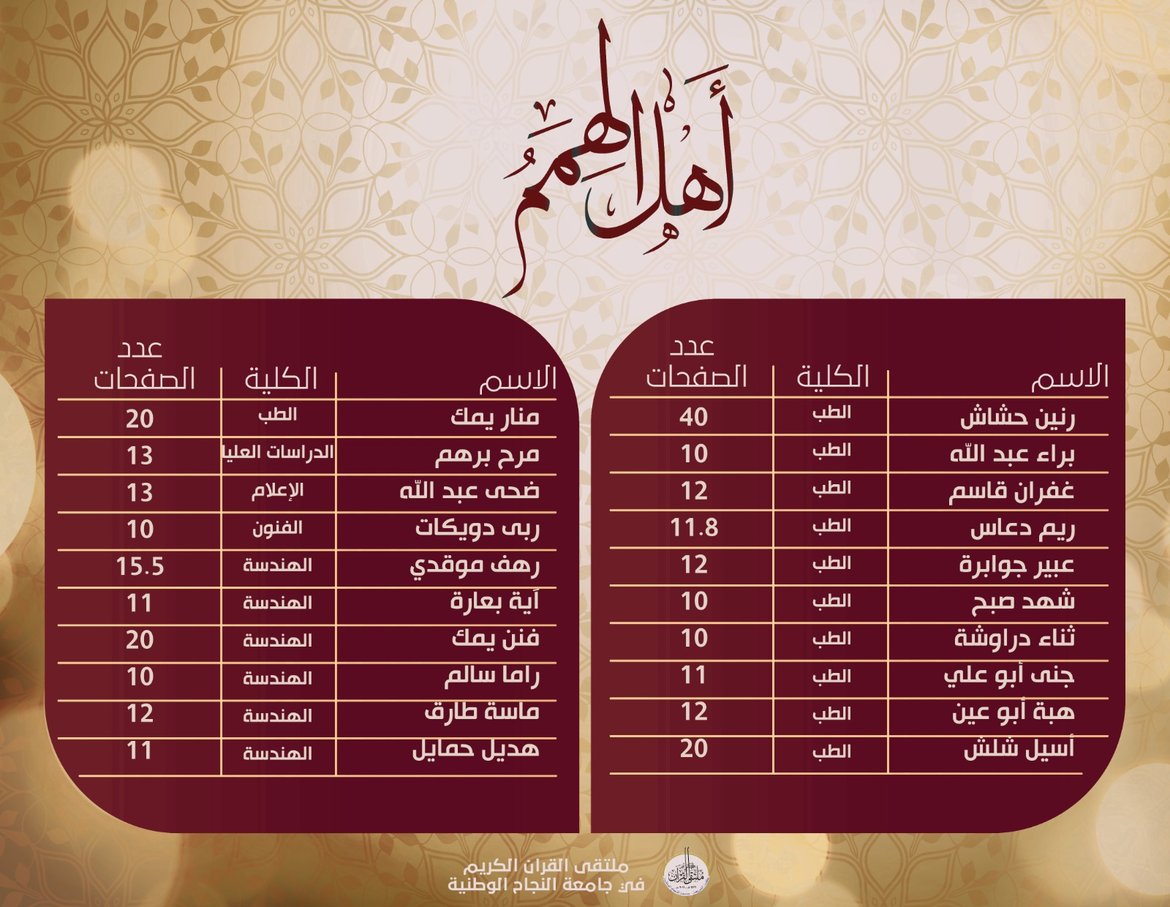 أهل الهمم
الاسم الكلية عدد الصفحات
رنين حشاش الطب 40
براء عبد الله الطب 10
غفران قاسم الطب 12
ريم دعاس الطب 11.8
عبير جوابرة الطب 12
شهد صبح الطب 10
ثناء دراوشة الطب 10
جنى أبو علي الطب 11
هبة أبو عين الطب 12
أسيل شلش الطب 20
الاسم الكلية عدد الصفحات
منار يمك الطب 20
مرح برهم الدراسات العليا 13
ضحى عبد الله الإعلام 13
ربى دويكات الفنون 10
رهف موقدي الهندسة 15.5
آية بعارة الهندسة 11
فنن يمك الهندسة 20
راما سالم الهندسة 10
ماسة طارق الهندسة 12
هديل حمايل الهندسة 11
ملتقى القرآن الكريم
في جامعة النجاح الوطنية